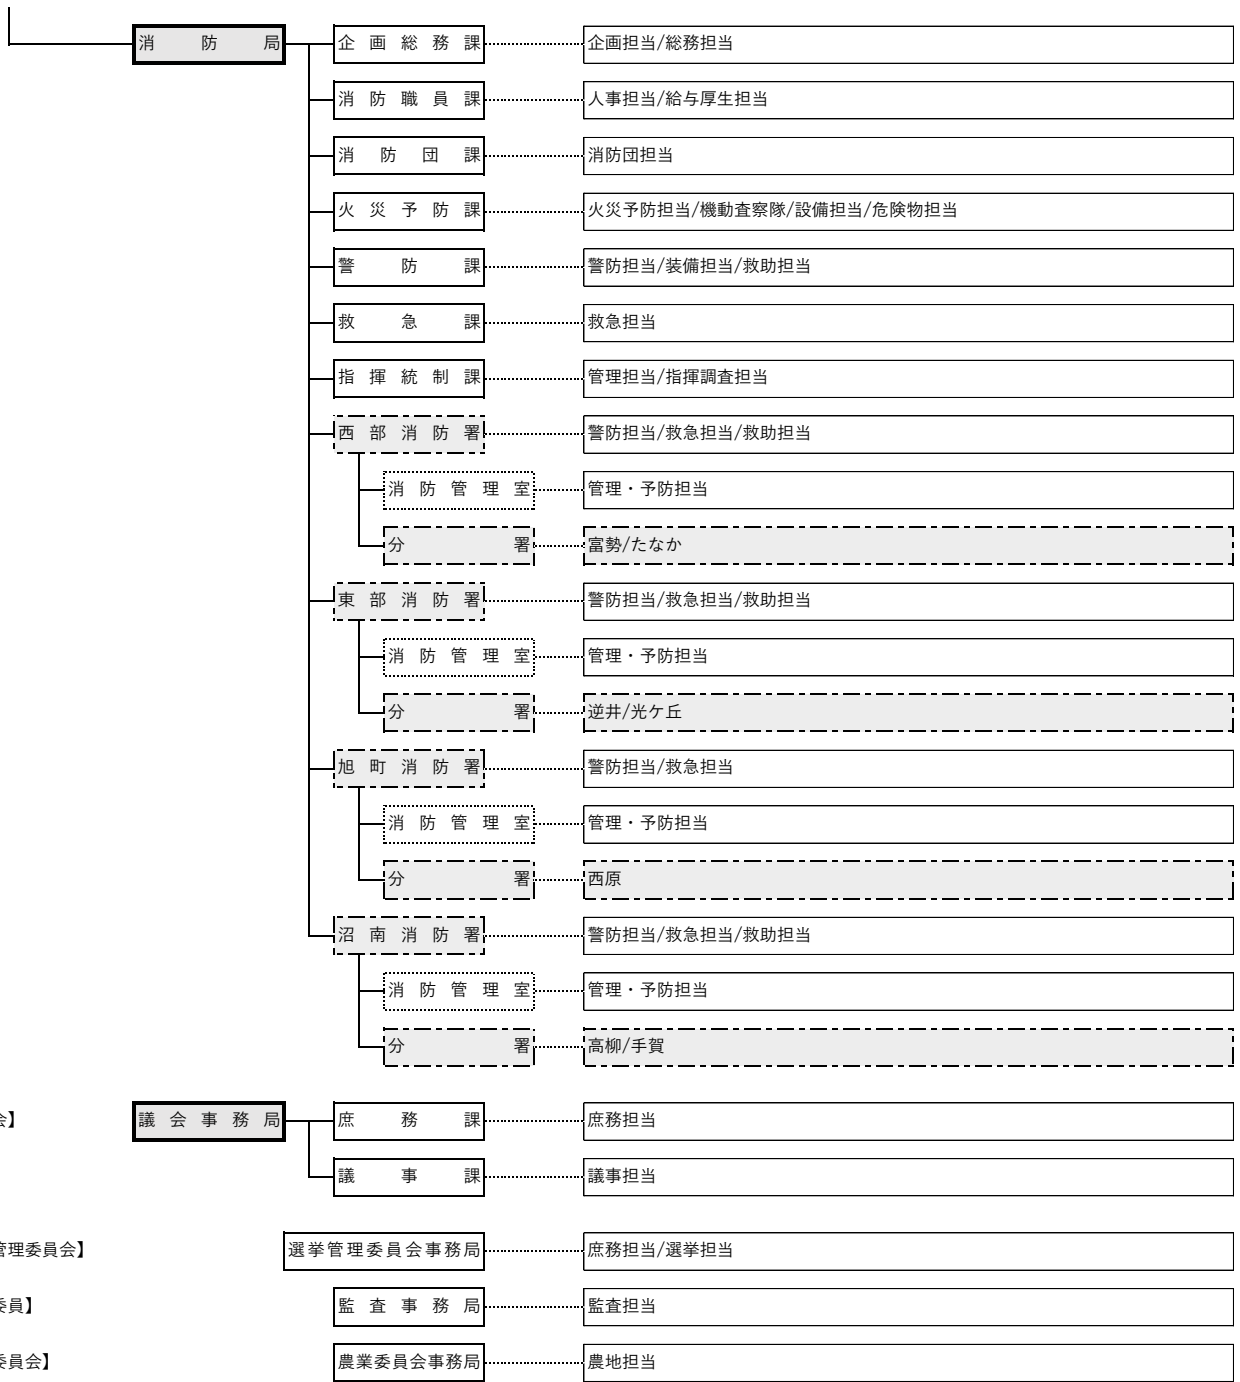 消防局 企画総務課 企画担当/総務担当
消防職員課 人事担当/給与厚生担当
消防団課 消防団担当
火災予防課 火災予防担当/機動査察隊/設備担当/危険物担当
警防課 警防担当/装備担当/救助担当
救急課 救急担当
指揮統制課 管理担当/指揮調査担当
西部消防署 警防担当/救急担当/救助担当
消防管理室 管理・予防担当
分署 富勢/たなか
東部消防署 警防担当/救急担当/救助担当
消防管理室 管理・予防担当
分署 逆井/光ケ丘
旭町消防署 警防担当/救急担当
消防管理室 管理・予防担当
分署 西原
沼南消防署 警防担当/救急担当/救助担当
消防管理室 管理・予防担当
分署 高柳/手賀
会】 議会事務局 庶務課 庶務担当
議事課 議事担当
管理委員会】 選挙管理委員会事務局 庶務担当/選挙担当
委員】 監査事務局 監査担当
委員会】 農業委員会事務局 農地担当